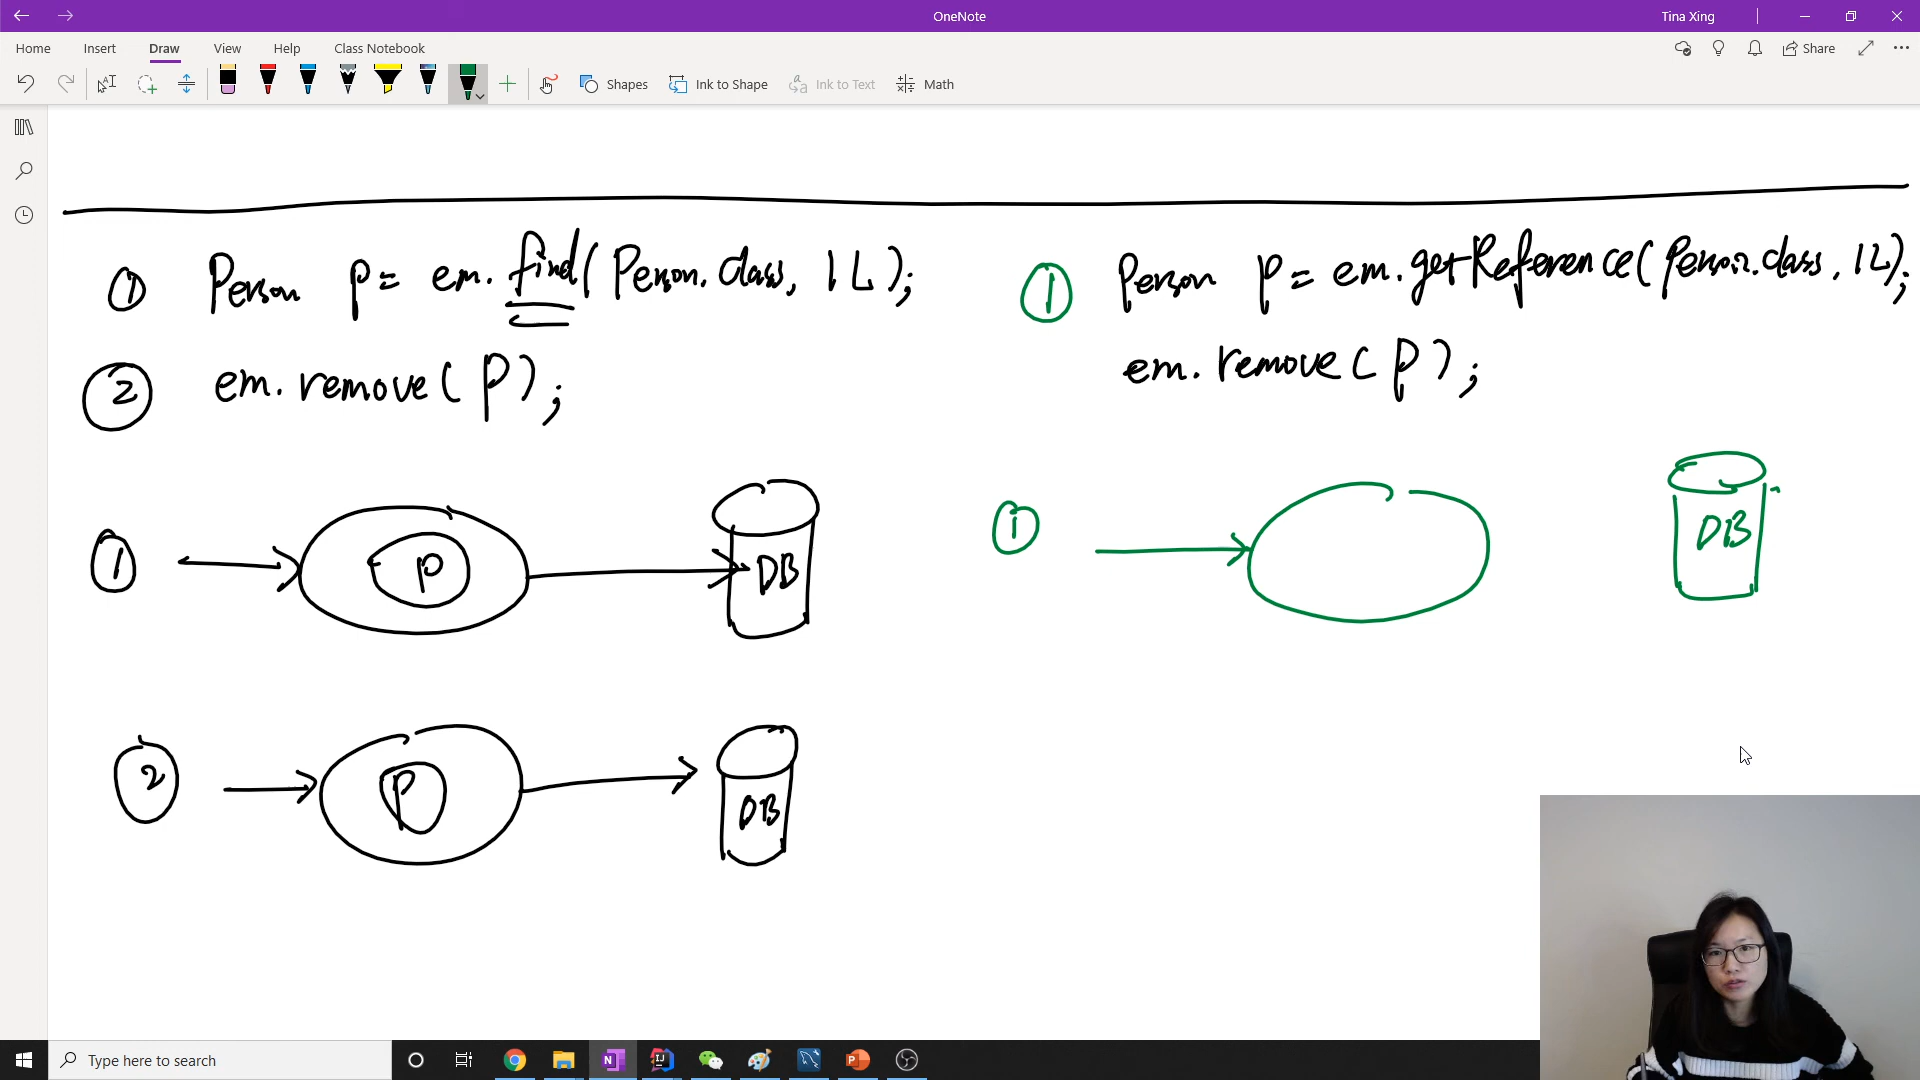 OneNote
Tina Xing
Home Insert Draw View Help Class Notebook
Share
Shapes Ink to Shape Ink to Text Math
① Person p = em.find(Person.class, 1L);
② em.remove(p);
① p DB
② p DB
① Person p = em.getReference(Person.class, 1L);
em.remove(p);
① DB
Type here to search